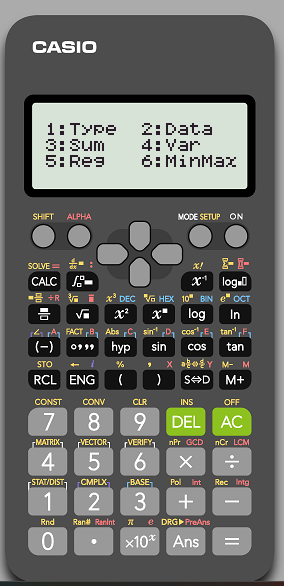 CASIO
1:Type 2:Data
3:Sum 4:Var
5:Reg 6:MinMax
SHIFT ALPHA MODE SETUP ON
SOLVE = : x!
CALC x⁻¹ log
÷R x³ DEC HEX 10 BIN e OCT
√ x² x log ln
∠ A FACT B Abs C sin⁻¹ D cos⁻¹ E tan⁻¹ F
(−) hyp sin cos tan
STO ← i % , X Y M− M
RCL ENG ( ) S⇔D M+
CONST CONV CLR INS OFF
7 8 9 DEL AC
MATRIX VECTOR VERIFY nPr GCD nCr LCM
4 5 6 × ÷
STAT/DIST CMPLX BASE Pol Int Rec Intg
1 2 3 + −
Rnd Ran# RanInt π e DRG▶ PreAns
0 • ×10ˣ Ans =